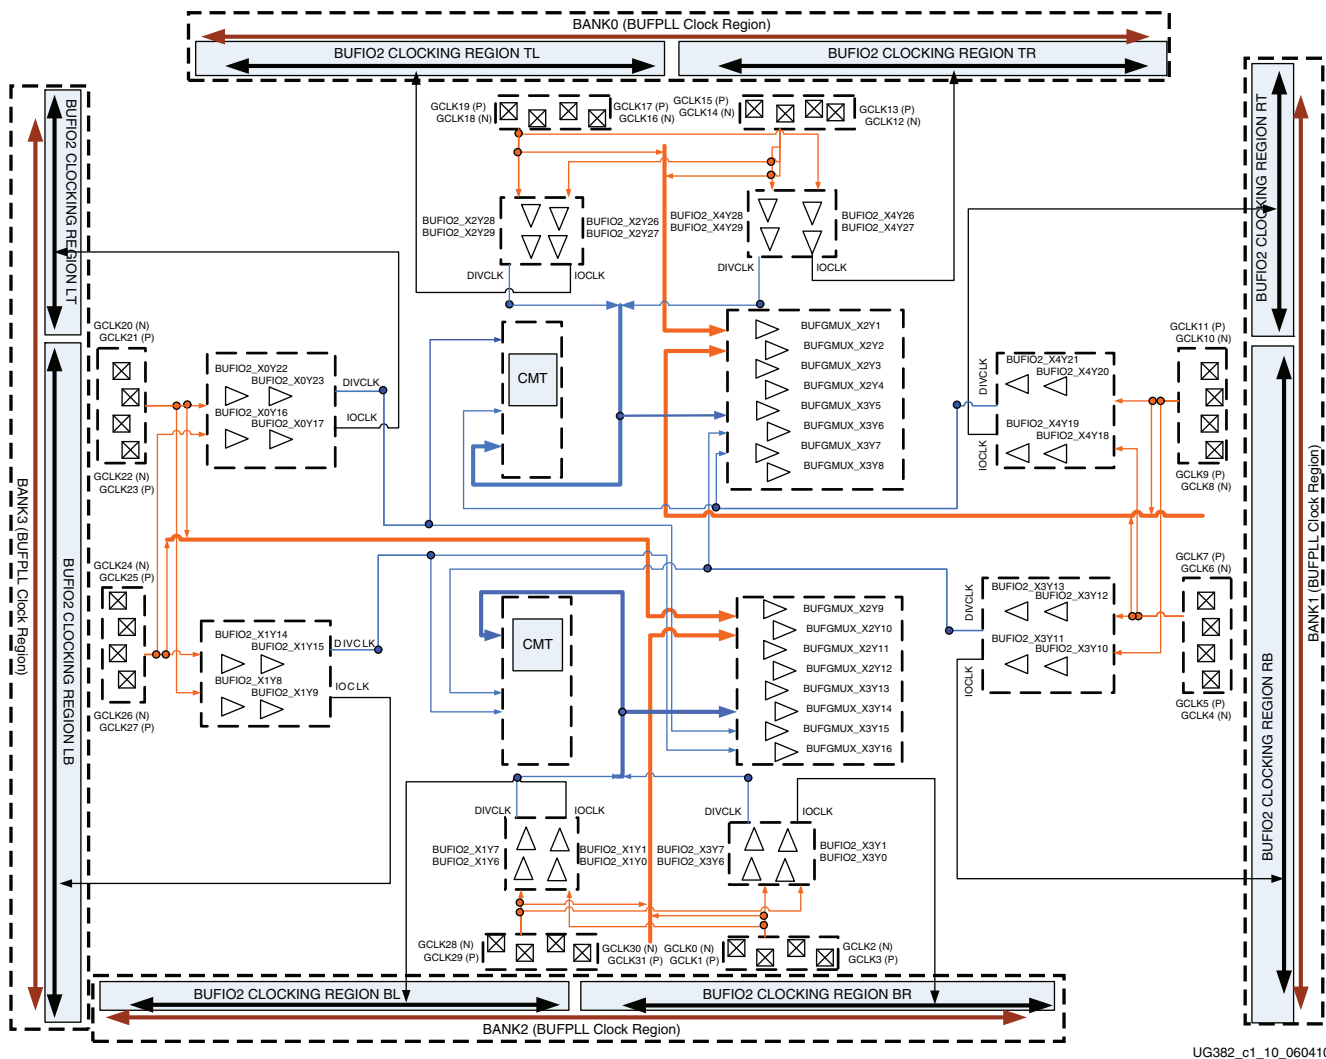 BANK0 (BUFPLL Clock Region)
BUFIO2 CLOCKING REGION TL
BUFIO2 CLOCKING REGION TR
BUFIO2 CLOCKING REGION LT
BUFIO2 CLOCKING REGION RT
GCLK19 (P)
GCLK18 (N)
GCLK17 (P)
GCLK16 (N)
GCLK15 (P)
GCLK14 (N)
GCLK13 (P)
GCLK12 (N)
BUFIO2_X2Y28
BUFIO2_X2Y29
BUFIO2_X2Y26
BUFIO2_X2Y27
BUFIO2_X4Y28
BUFIO2_X4Y29
BUFIO2_X4Y26
BUFIO2_X4Y27
DIVCLK
IOCLK
DIVCLK
IOCLK
GCLK20 (N)
GCLK21 (P)
BUFIO2_X0Y22
BUFIO2_X0Y23
BUFIO2_X0Y16
BUFIO2_X0Y17
DIVCLK
IOCLK
GCLK22 (N)
GCLK23 (P)
CMT
BUFGMUX_X2Y1
BUFGMUX_X2Y2
BUFGMUX_X2Y3
BUFGMUX_X2Y4
BUFGMUX_X3Y5
BUFGMUX_X3Y6
BUFGMUX_X3Y7
BUFGMUX_X3Y8
DIVCLK
IOCLK
BUFIO2_X4Y21
BUFIO2_X4Y20
BUFIO2_X4Y19
BUFIO2_X4Y18
GCLK11 (P)
GCLK10 (N)
GCLK9 (P)
GCLK8 (N)
BANK3 (BUFPLL Clock Region)
BUFIO2 CLOCKING REGION LB
GCLK24 (N)
GCLK25 (P)
BUFIO2_X1Y14
BUFIO2_X1Y15
BUFIO2_X1Y8
BUFIO2_X1Y9
DIVCLK
IOCLK
GCLK26 (N)
GCLK27 (P)
CMT
BUFGMUX_X2Y9
BUFGMUX_X2Y10
BUFGMUX_X2Y11
BUFGMUX_X2Y12
BUFGMUX_X3Y13
BUFGMUX_X3Y14
BUFGMUX_X3Y15
BUFGMUX_X3Y16
DIVCLK
IOCLK
BUFIO2_X3Y13
BUFIO2_X3Y12
BUFIO2_X3Y11
BUFIO2_X3Y10
GCLK7 (P)
GCLK6 (N)
GCLK5 (P)
GCLK4 (N)
BUFIO2 CLOCKING REGION RB
BANK1 (BUFPLL Clock Region)
DIVCLK
IOCLK
DIVCLK
IOCLK
BUFIO2_X1Y7
BUFIO2_X1Y6
BUFIO2_X1Y1
BUFIO2_X1Y0
BUFIO2_X3Y7
BUFIO2_X3Y6
BUFIO2_X3Y1
BUFIO2_X3Y0
GCLK28 (N)
GCLK29 (P)
GCLK30 (N)
GCLK31 (P)
GCLK0 (N)
GCLK1 (P)
GCLK2 (N)
GCLK3 (P)
BUFIO2 CLOCKING REGION BL
BUFIO2 CLOCKING REGION BR
BANK2 (BUFPLL Clock Region)
UG382_c1_10_060410